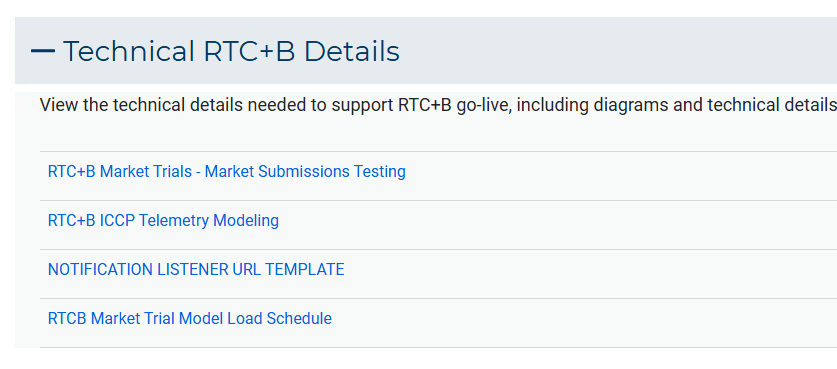 Technical RTC+B Details
View the technical details needed to support RTC+B go-live, including diagrams and technical details
RTC+B Market Trials - Market Submissions Testing
RTC+B ICCP Telemetry Modeling
NOTIFICATION LISTENER URL TEMPLATE
RTCB Market Trial Model Load Schedule